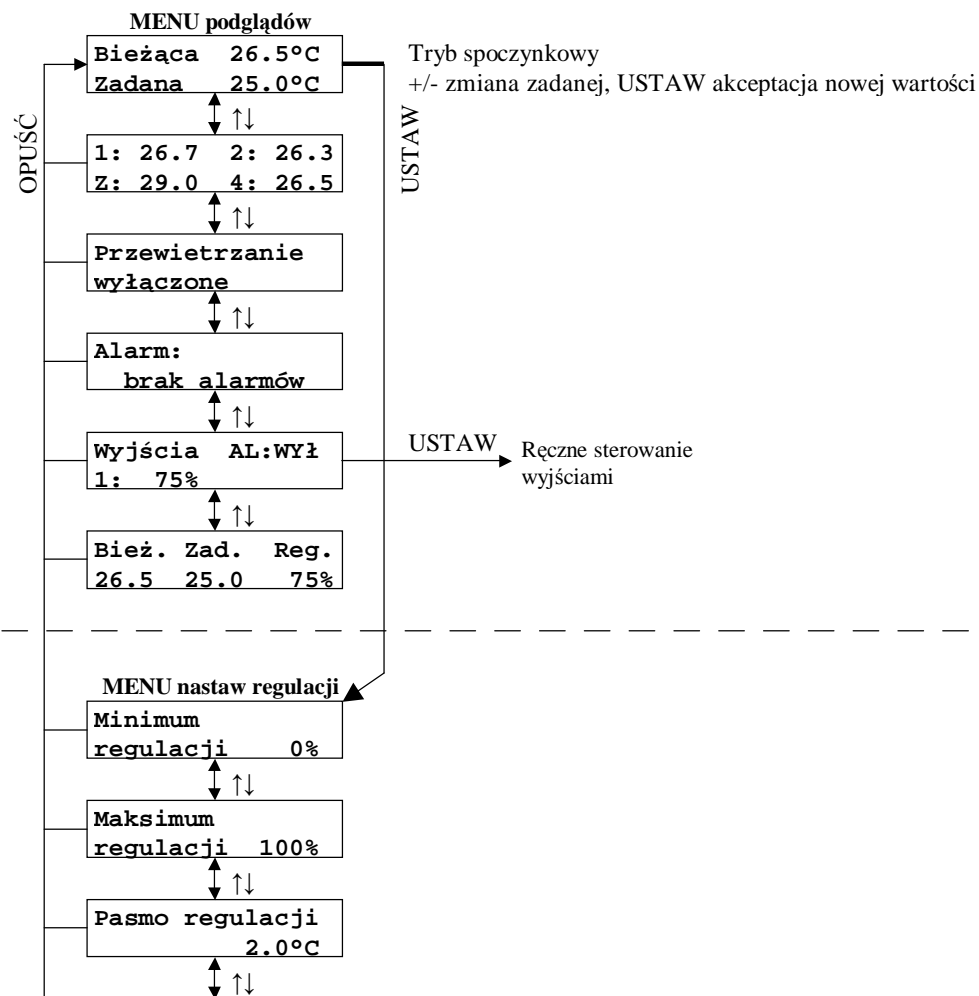 MENU podglądów
Bieżąca 26.5°C
Zadana 25.0°C
Tryb spoczynkowy
+/- zmiana zadanej, USTAW akceptacja nowej wartości
↑↓
OPUŚĆ
USTAW
1: 26.7 2: 26.3
Z: 29.0 4: 26.5
↑↓
Przewietrzanie
wyłączone
↑↓
Alarm:
brak alarmów
↑↓
Wyjścia AL:WYŁ
1: 75%
USTAW
Ręczne sterowanie
wyjściami
↑↓
Bież. Zad. Reg.
26.5 25.0 75%
MENU nastaw regulacji
Minimum
regulacji 0%
↑↓
Maksimum
regulacji 100%
↑↓
Pasmo regulacji
2.0°C
↑↓